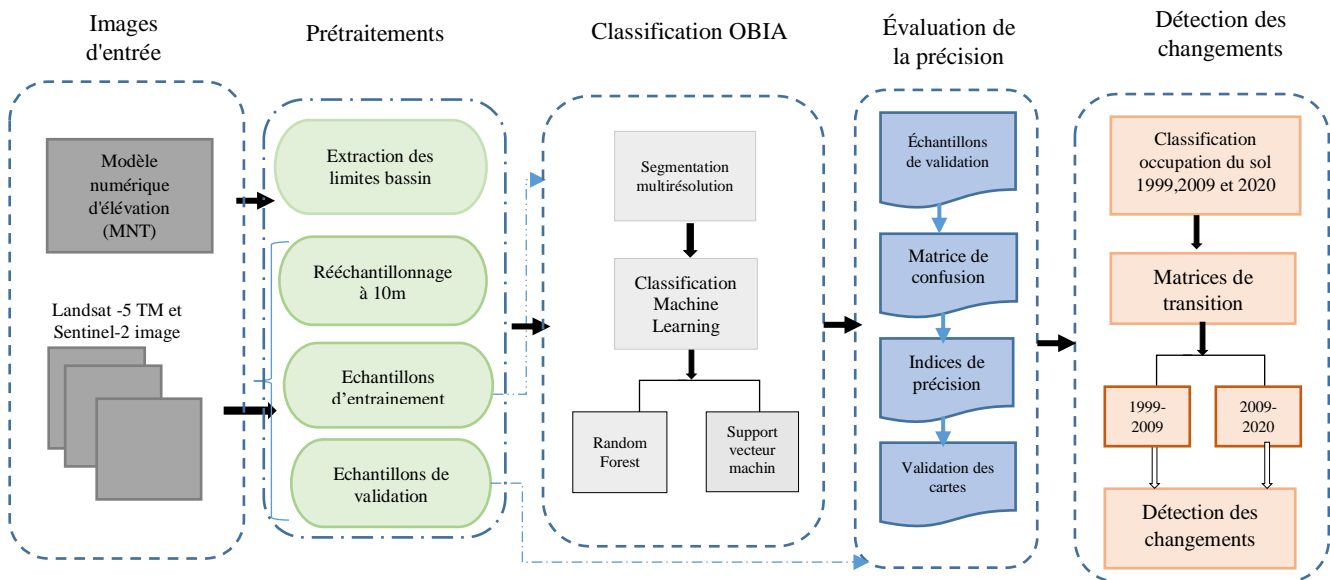 Images
d'entrée
Prétraitements
Classification OBIA
Évaluation de
la précision
Détection des
changements
Modèle
numérique
d'élévation
(MNT)
Landsat -5 TM et
Sentinel-2 image
Extraction des
limites bassin
Rééchantillonnage
à 10m
Echantillons
d’entrainement
Echantillons de
validation
Segmentation
multirésolution
Classification
Machine
Learning
Random
Forest
Support
vecteur
machin
Échantillons
de validation
Matrice de
confusion
Indices de
précision
Validation des
cartes
Classification
occupation du sol
1999,2009 et 2020
Matrices de
transition
1999-
2009
2009-
2020
Détection des
changements